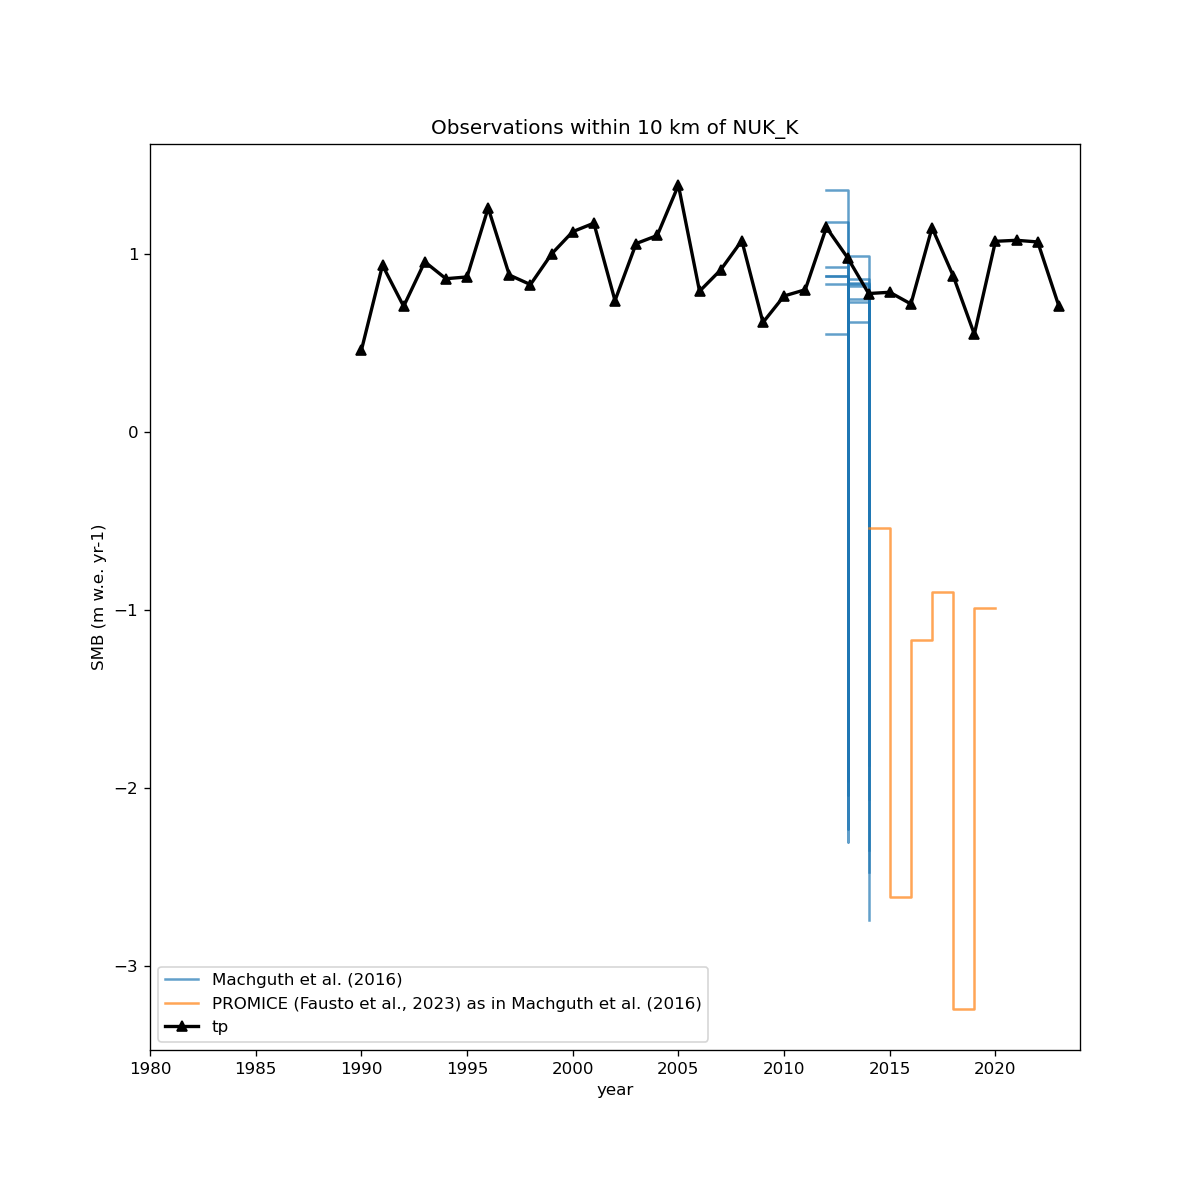 Observations within 10 km of NUK_K
SMB (m w.e. yr-1)
1
0
−1
−2
−3
Machguth et al. (2016)
PROMICE (Fausto et al., 2023) as in Machguth et al. (2016)
tp
1980 1985 1990 1995 2000 2005 2010 2015 2020
year